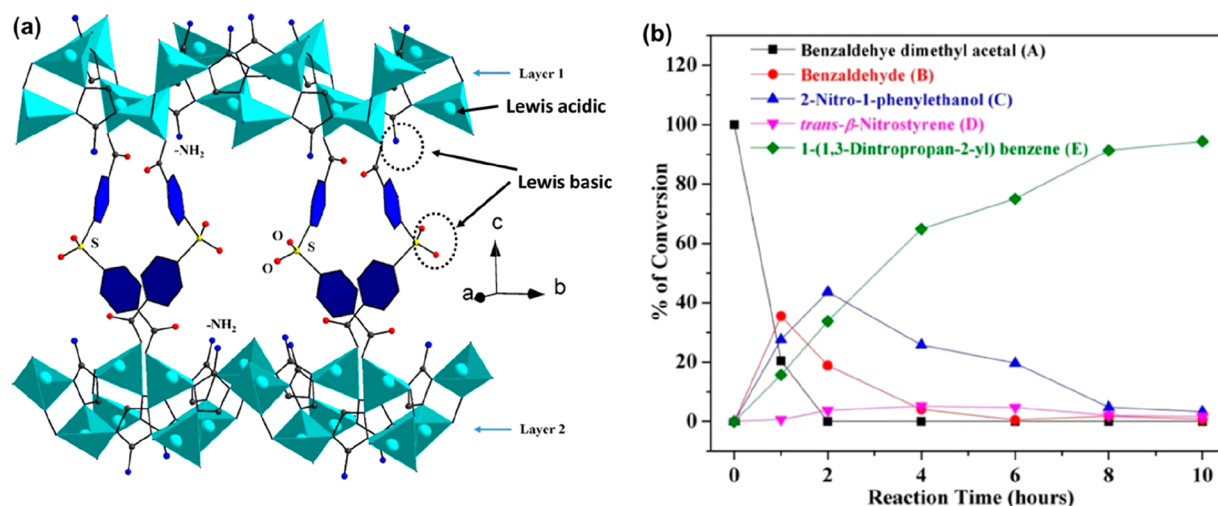 (a)
Layer 1
Lewis acidic
-NH2
Lewis basic
S
O
S
O
c
a
b
-NH2
Layer 2
(b)
% of Conversion
120
100
80
60
40
20
0
Benzaldehye dimethyl acetal (A)
Benzaldehyde (B)
2-Nitro-1-phenylethanol (C)
trans-β-Nitrostyrene (D)
1-(1,3-Dintropropan-2-yl) benzene (E)
0 2 4 6 8 10
Reaction Time (hours)